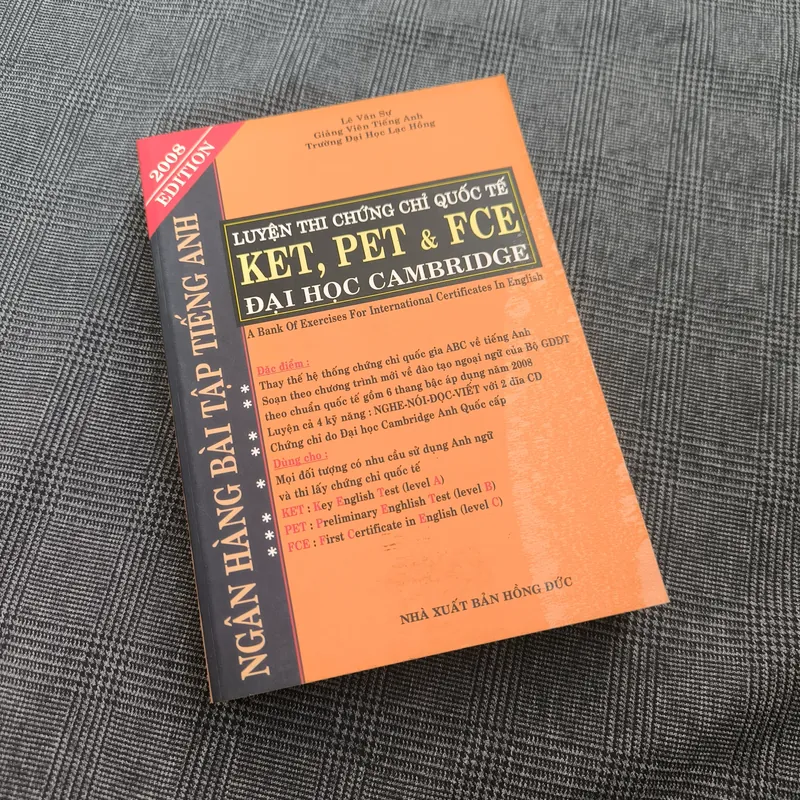 Lê Văn Sự
Giảng Viên Tiếng Anh
Trường Đại Học Lạc Hồng
2008
EDITION
LUYỆN THI CHỨNG CHỈ QUỐC TẾ
KET, PET & FCE
ĐẠI HỌC CAMBRIDGE
A Bank Of Exercises For International Certificates In English
NGÂN HÀNG BÀI TẬP TIẾNG ANH
Đặc điểm :
* Thay thế hệ thống chứng chỉ quốc gia ABC về tiếng Anh
* Soạn theo chương trình mới về đào tạo ngoại ngữ của Bộ GDĐT
theo chuẩn quốc tế gồm 6 thang bậc áp dụng năm 2008
* Luyện cả 4 kỹ năng : NGHE-NÓI-ĐỌC-VIẾT với 2 dĩa CD
* Chứng chỉ do Đại học Cambridge Anh Quốc cấp
Dùng cho :
* Mọi đối tượng có nhu cầu sử dụng Anh ngữ
và thi lấy chứng chỉ quốc tế
* KET : Key English Test (level A)
* PET : Preliminary Enghlish Test (level B)
* FCE : First Certificate in English (level C)
NHÀ XUẤT BẢN HỒNG ĐỨC